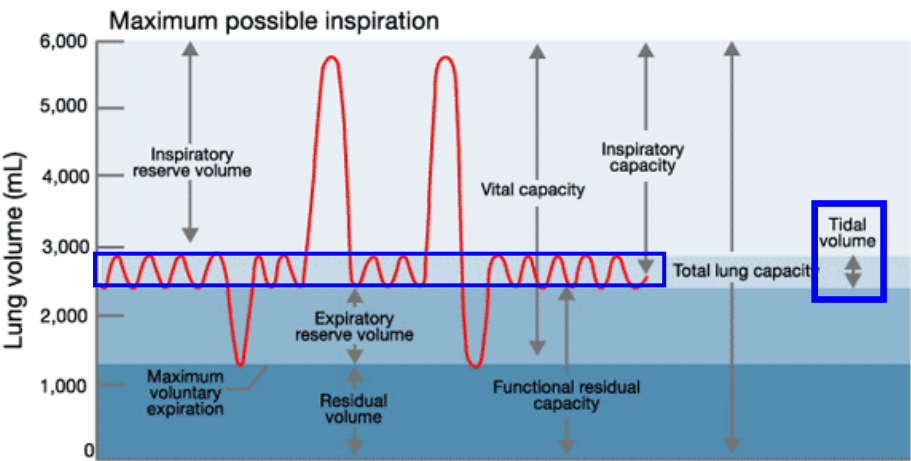 Maximum possible inspiration
Lung volume (mL)
6,000
5,000
4,000
3,000
2,000
1,000
0
Inspiratory
reserve volume
Vital capacity
Inspiratory
capacity
Tidal
volume
Total lung capacity
Expiratory
reserve volume
Maximum
voluntary
expiration
Residual
volume
Functional residual
capacity